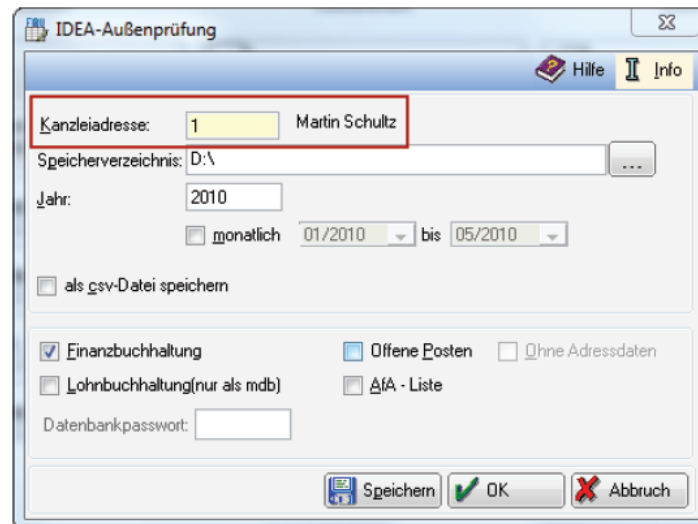 IDEA-Außenprüfung
Hilfe Info
Kanzleiadresse: 1 Martin Schultz
Speicherverzeichnis: D:\ ...
Jahr: 2010
monatlich 01/2010 bis 05/2010
als csv-Datei speichern
Finanzbuchhaltung Offene Posten Ohne Adressdaten
Lohnbuchhaltung(nur als mdb) AfA - Liste
Datenbankpasswort:
Speichern OK Abbruch